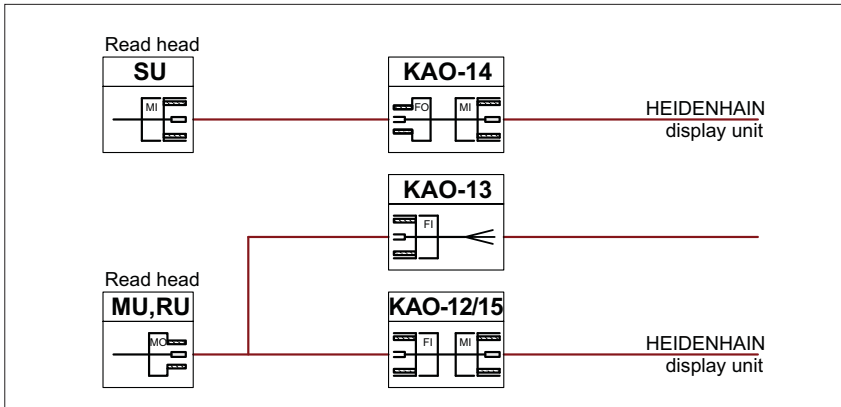 Read head
SU
MI
KAO-14
FO
MI
HEIDENHAIN
display unit
KAO-13
FI
Read head
MU,RU
MO
KAO-12/15
FI
MI
HEIDENHAIN
display unit